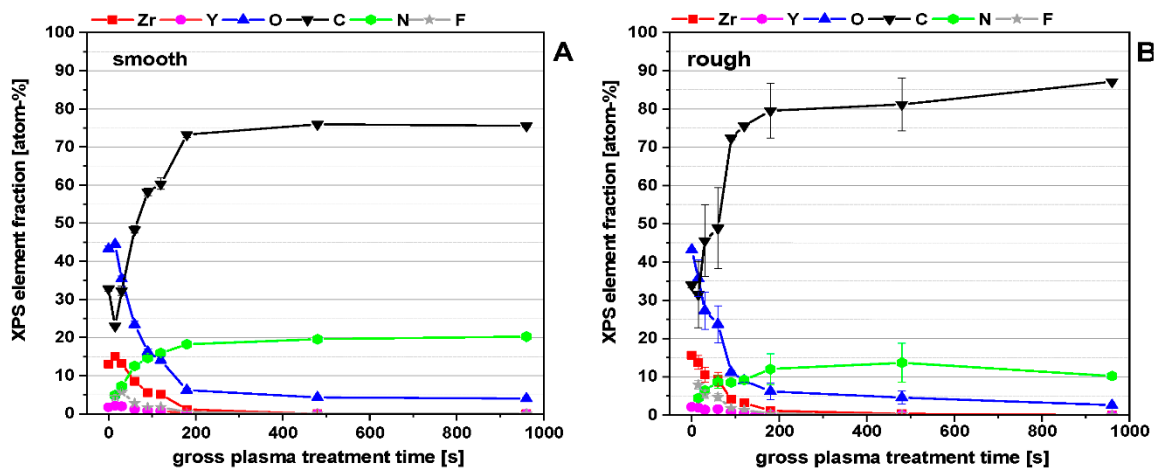 Zr Y O C N F
smooth
A
100
90
80
70
60
50
40
30
20
10
0
XPS element fraction [atom-%]
0 200 400 600 800 1000
gross plasma treatment time [s]
Zr Y O C N F
rough
B
100
90
80
70
60
50
40
30
20
10
0
XPS element fraction [atom-%]
0 200 400 600 800 1000
gross plasma treatment time [s]